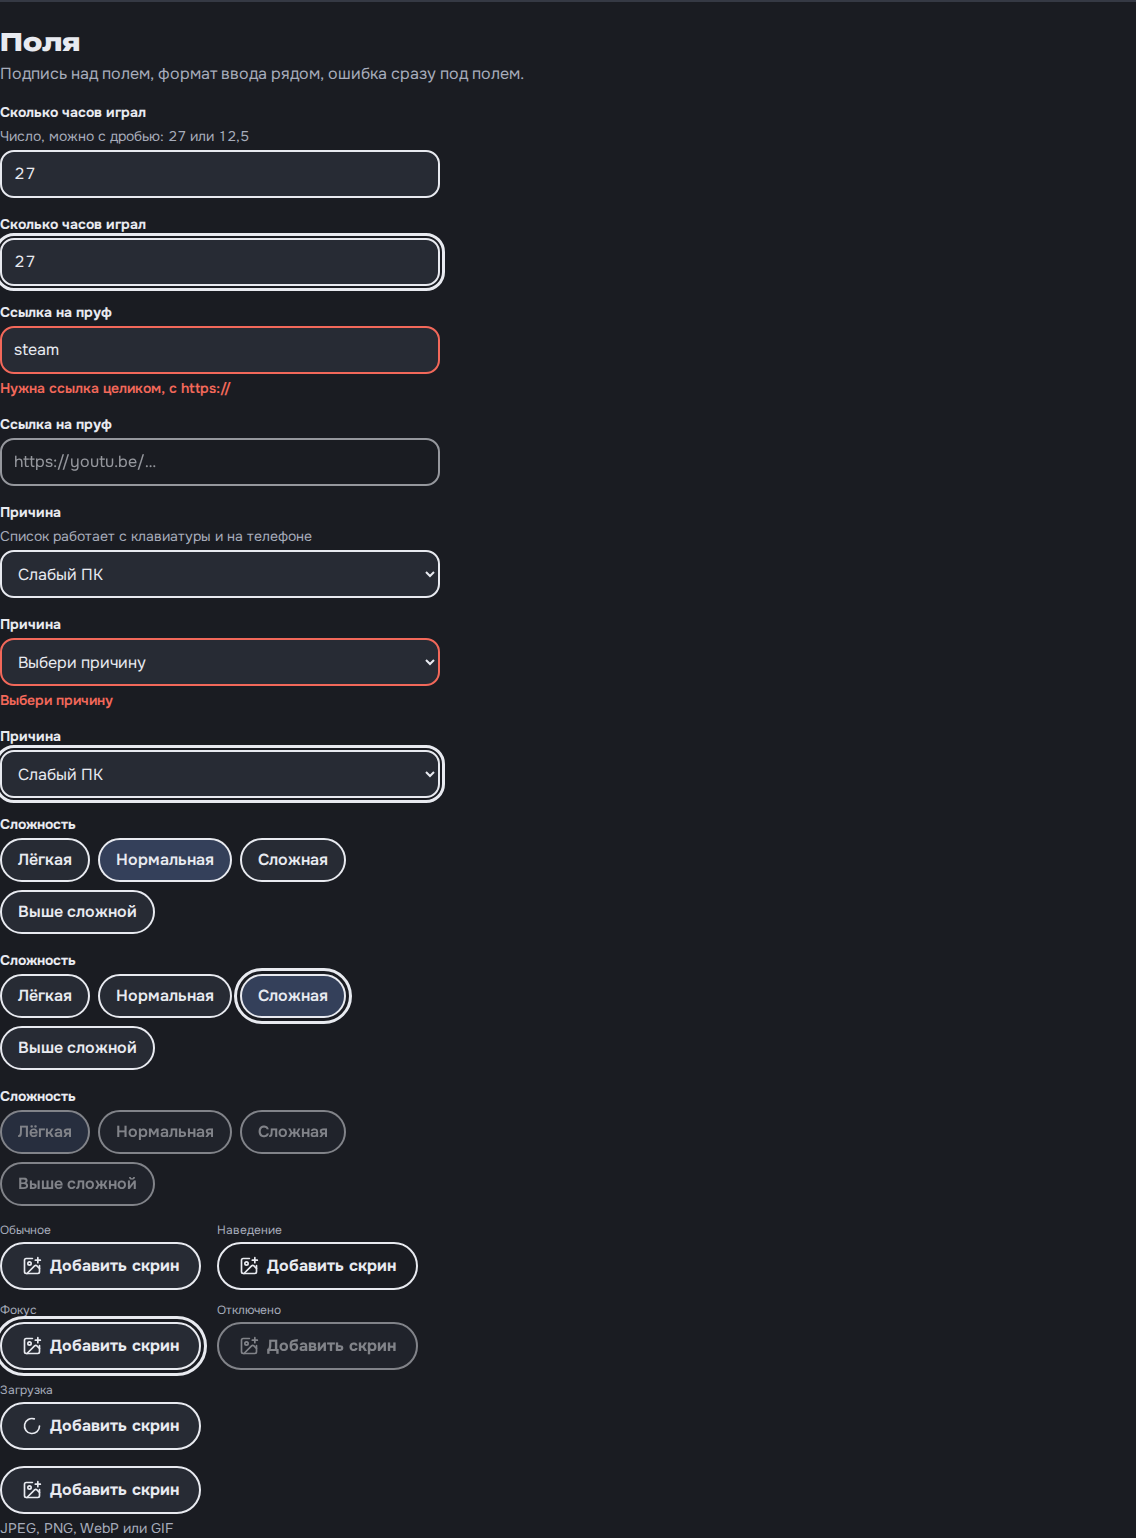 Поля
Подпись над полем, формат ввода рядом, ошибка сразу под полем.
Сколько часов играл
Число, можно с дробью: 27 или 12,5
27
Сколько часов играл
27
Ссылка на пруф
steam
Нужна ссылка целиком, с https://
Ссылка на пруф
https://youtu.be/...
Причина
Список работает с клавиатуры и на телефоне
Слабый ПК
Причина
Выбери причину
Выбери причину
Причина
Слабый ПК
Сложность
Лёгкая Нормальная Сложная
Выше сложной
Сложность
Лёгкая Нормальная Сложная
Выше сложной
Сложность
Лёгкая Нормальная Сложная
Выше сложной
Обычное Наведение
Добавить скрин Добавить скрин
Фокус Отключено
Добавить скрин Добавить скрин
Загрузка
Добавить скрин
Добавить скрин
JPEG, PNG, WebP или GIF